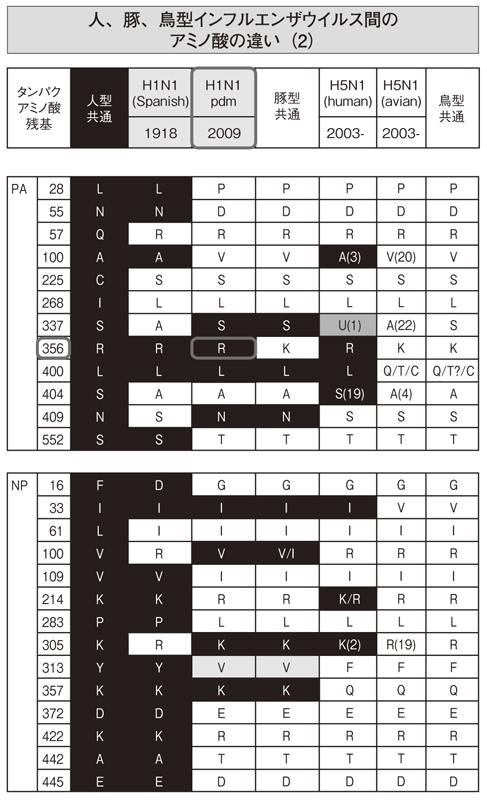 人、豚、鳥型インフルエンザウイルス間の
アミノ酸の違い（2）
タンパク
アミノ酸
残基
人型
共通
H1N1
(Spanish)
1918
H1N1
pdm
2009
豚型
共通
H5N1
(human)
2003-
H5N1
(avian)
2003-
鳥型
共通
PA 28 L L P P P P P
55 N N D D D D D
57 Q R R R R R R
100 A A V V A(3) V(20) V
225 C S S S S S S
268 I L L L L L L
337 S A S S U(1) A(22) S
356 R R R K R K K
400 L L L L L Q/T/C Q/T?/C
404 S A A A S(19) A(4) A
409 N S N N S S S
552 S S T T T T T
NP 16 F D G G G G G
33 I I I I I V V
61 L I I I I I I
100 V R V V/I R R R
109 V V I I I I I
214 K K R R K/R R R
283 P P L L L L L
305 K R K K K(2) R(19) R
313 Y Y V V F F F
357 K K K K Q Q Q
372 D D E E E E E
422 K K R R R R R
442 A A T T T T T
445 E E D D D D D